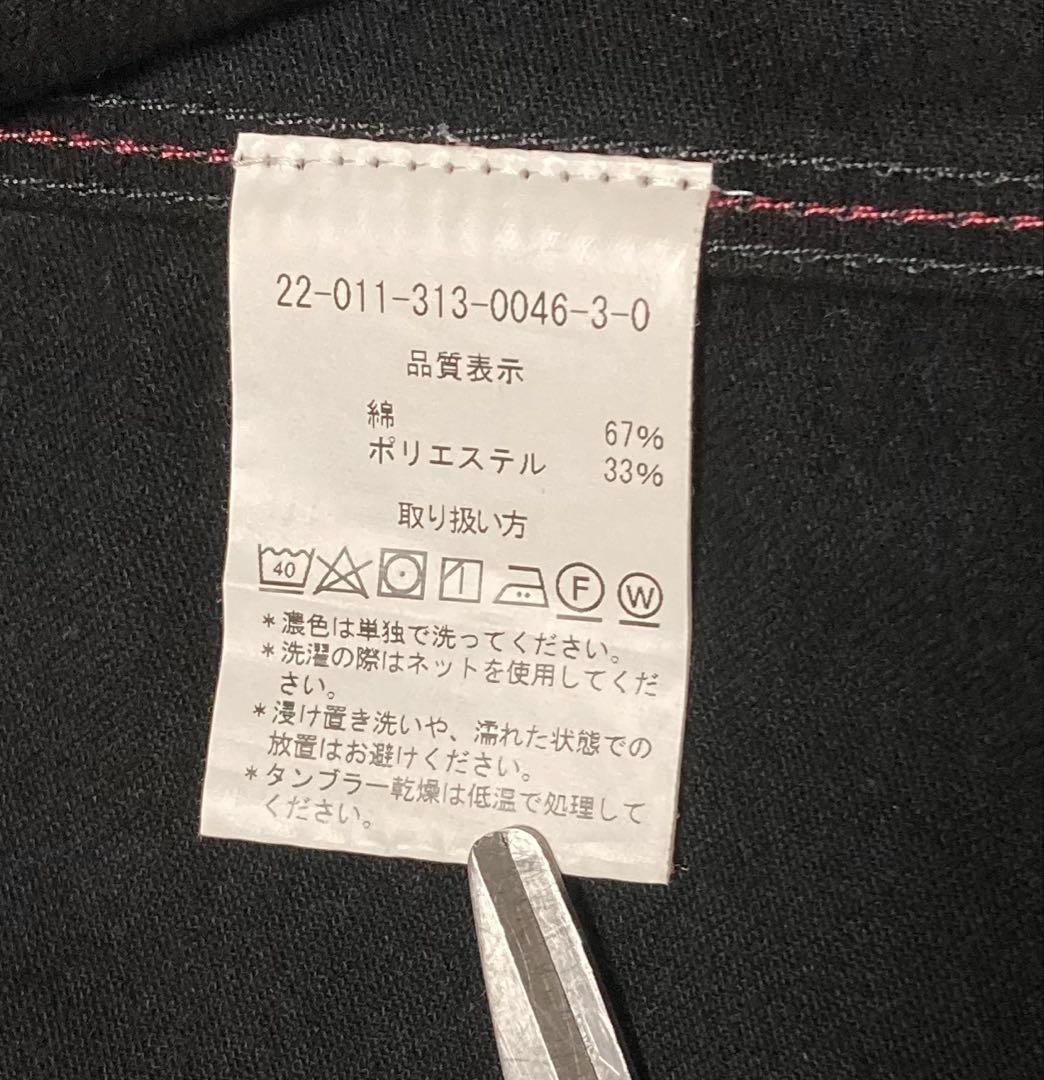 22-011-313-0046-3-0
品質表示
綿 67%
ポリエステル 33%
取り扱い方
40 F W
*濃色は単独で洗ってください。
*洗濯の際はネットを使用してくだ
さい。
*浸け置き洗いや、濡れた状態での
放置はお避けください。
*タンブラー乾燥は低温で処理して
ください。